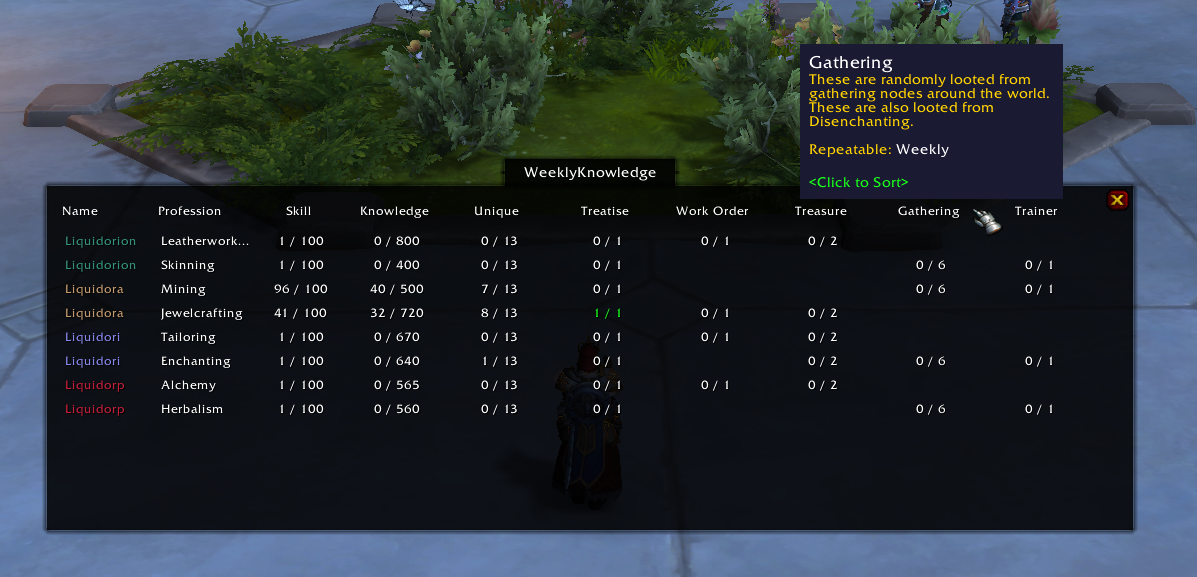 Gathering
These are randomly looted from
gathering nodes around the world.
These are also looted from
Disenchanting.
Repeatable: Weekly
<Click to Sort>
WeeklyKnowledge
Name Profession Skill Knowledge Unique Treatise Work Order Treasure Gathering Trainer
Liquidorion Leatherwork... 1 / 100 0 / 800 0 / 13 0 / 1 0 / 1 0 / 2
Liquidorion Skinning 1 / 100 0 / 400 0 / 13 0 / 1 0 / 6 0 / 1
Liquidora Mining 96 / 100 40 / 500 7 / 13 0 / 1 0 / 6 0 / 1
Liquidora Jewelcrafting 41 / 100 32 / 720 8 / 13 1 / 1 0 / 1 0 / 2
Liquidori Tailoring 1 / 100 0 / 670 0 / 13 0 / 1 0 / 1 0 / 2
Liquidori Enchanting 1 / 100 0 / 640 1 / 13 0 / 1 0 / 2 0 / 6 0 / 1
Liquidorp Alchemy 1 / 100 0 / 565 0 / 13 0 / 1 0 / 1 0 / 2
Liquidorp Herbalism 1 / 100 0 / 560 0 / 13 0 / 1 0 / 6 0 / 1